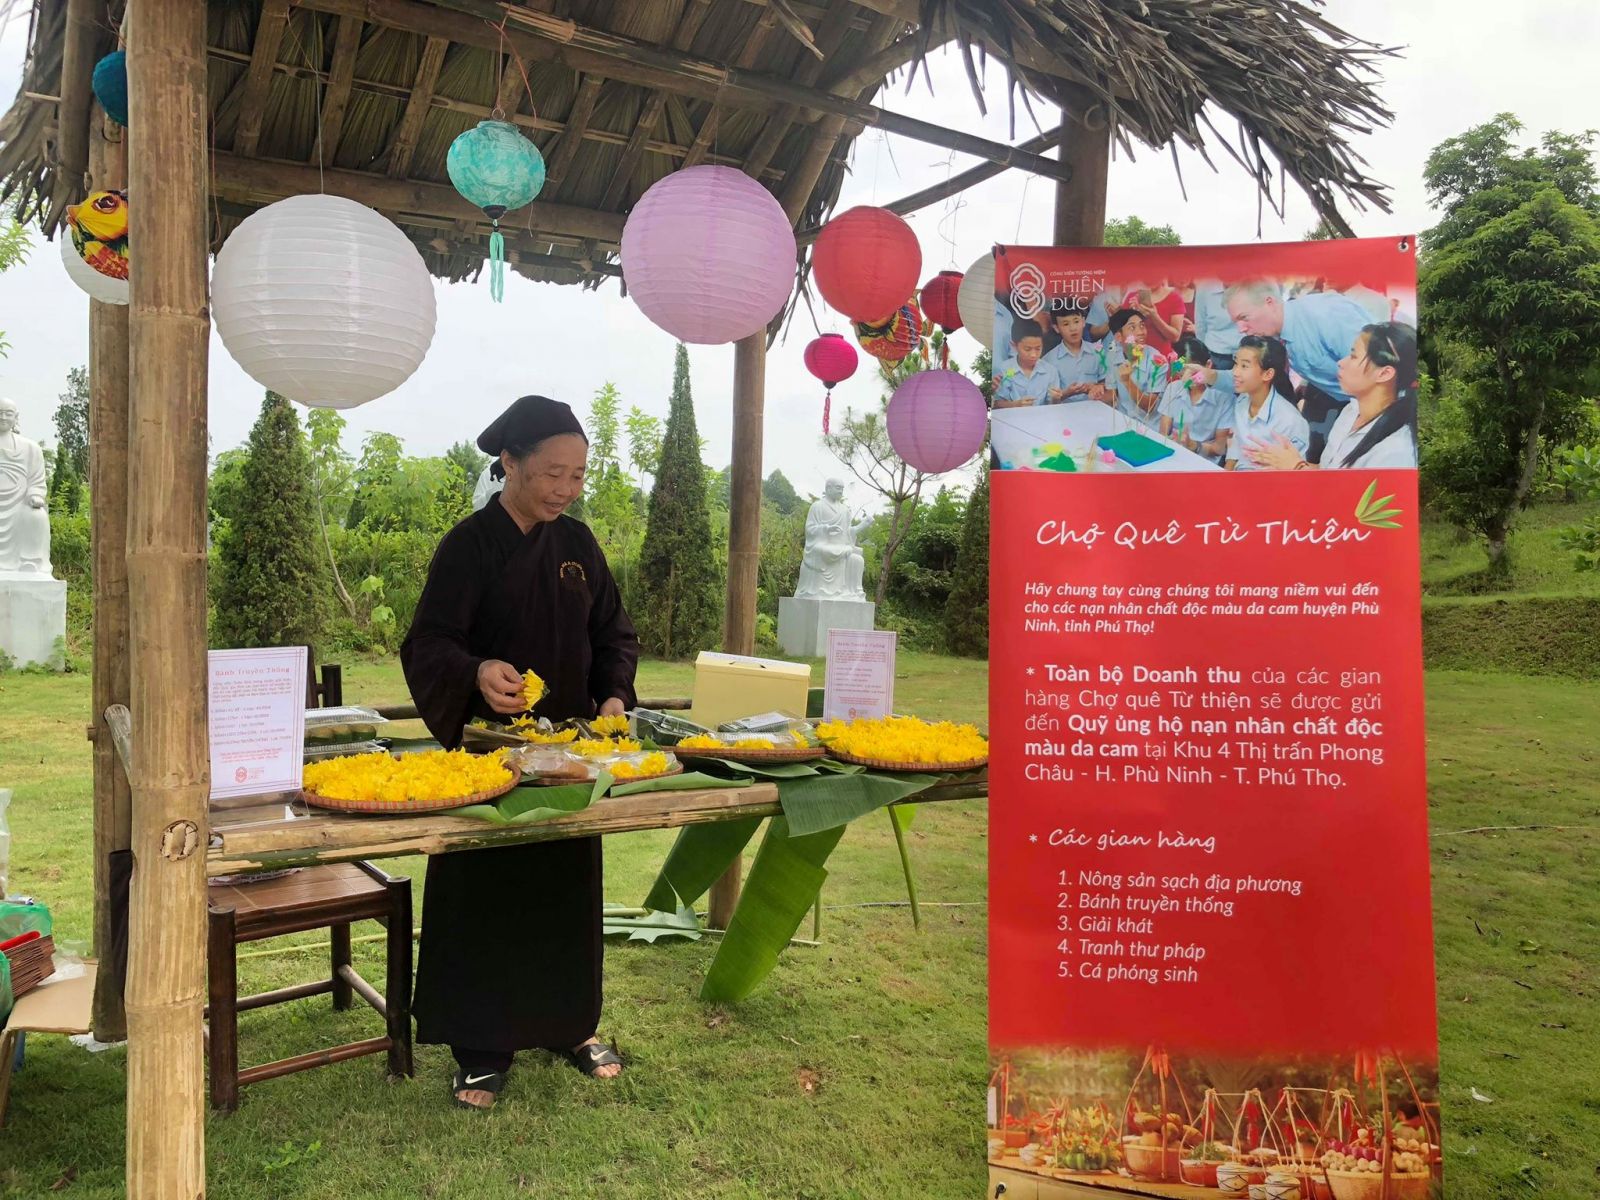 CÔNG VIÊN TƯỞNG NIỆM
THIÊN
ĐỨC
Chợ Quê Từ Thiện
Hãy chung tay cùng chúng tôi mang niềm vui đến
cho các nạn nhân chất độc màu da cam huyện Phù
Ninh, tỉnh Phú Thọ!
* Toàn bộ Doanh thu của các gian
hàng Chợ quê Từ thiện sẽ được gửi
đến Quỹ ủng hộ nạn nhân chất độc
màu da cam tại Khu 4 Thị trấn Phong
Châu - H. Phù Ninh - T. Phú Thọ.
* Các gian hàng
1. Nông sản sạch địa phương
2. Bánh truyền thống
3. Giải khát
4. Tranh thư pháp
5. Cá phóng sinh
Bánh Truyền Thống
Bánh Truyền Thống